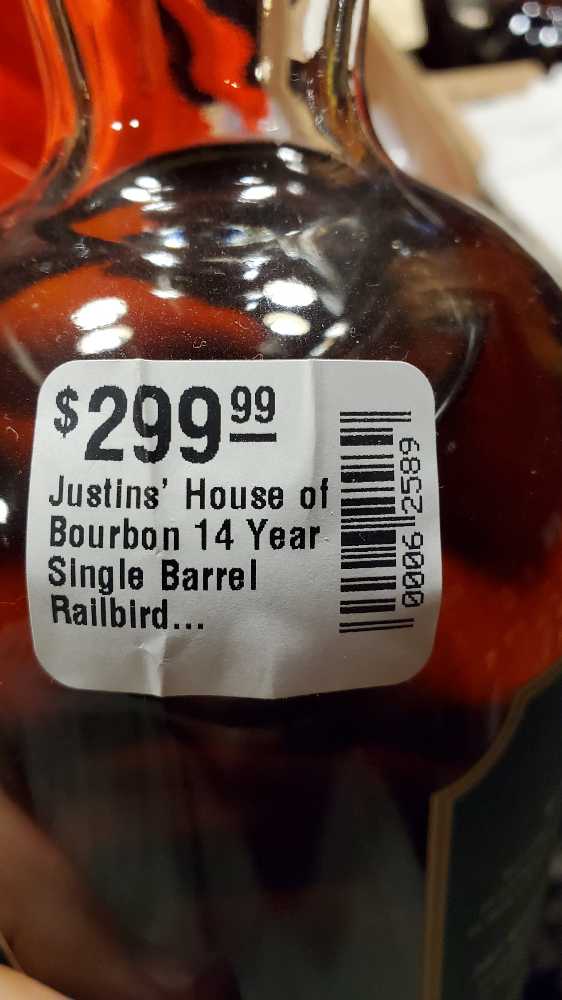 $299 99
Justins' House of
Bourbon 14 Year
Single Barrel
Railbird...
0006 2589